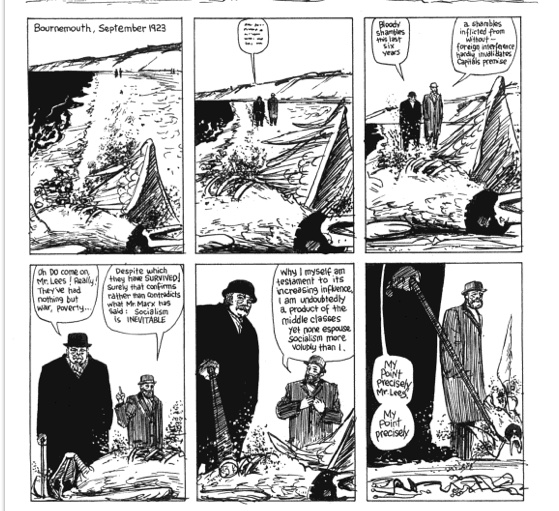 Bournemouth, September 1923
Bloody
shambles
this last
six
years
a shambles
inflicted from
without -
foreign interference
hardly invalidates
Capital's premise
Oh DO come on,
Mr. Lees! Really!
They've had
nothing but
war, poverty...
Despite which
they have SURVIVED!
Surely that confirms
rather than contradicts
what Mr. Marx has
said: Socialism
is INEVITABLE
Why I myself am
testament to its
increasing influence,
I am undoubtedly
a product of the
middle classes
yet none espouse
socialism more
volubly than I.
My
Point
Precisely
Mr. Lees,
My
Point
Precisely